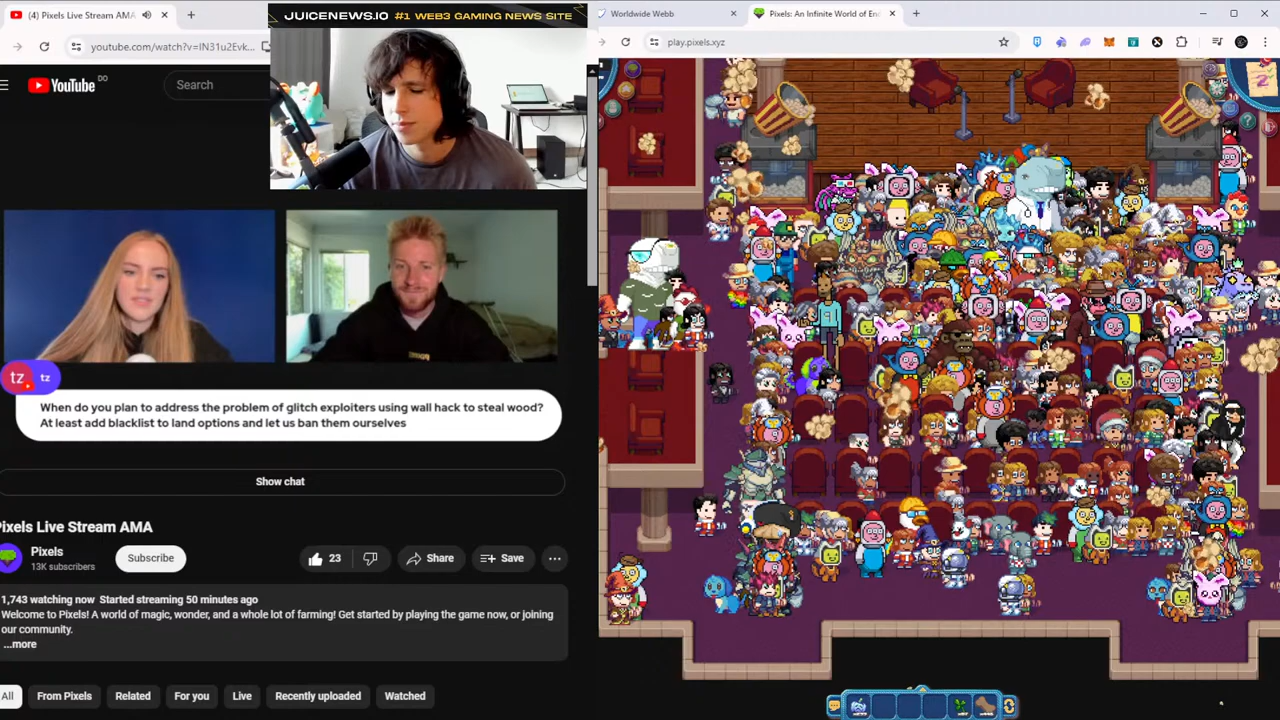 (4) Pixels Live Stream AMA
youtube.com/watch?v=IN31u2Evk...
YouTube DO
Search
JUICENEWS.IO #1 WEB3 GAMING NEWS SITE
Worldwide Webb
Pixels: An Infinite World of En
play.pixels.xyz
tz tz
When do you plan to address the problem of glitch exploiters using wall hack to steal wood?
At least add blacklist to land options and let us ban them ourselves
Show chat
ixels Live Stream AMA
Pixels
13K subscribers
Subscribe
23
Share
Save
1,743 watching now Started streaming 50 minutes ago
Welcome to Pixels! A world of magic, wonder, and a whole lot of farming! Get started by playing the game now, or joining
our community.
...more
All
From Pixels
Related
For you
Live
Recently uploaded
Watched